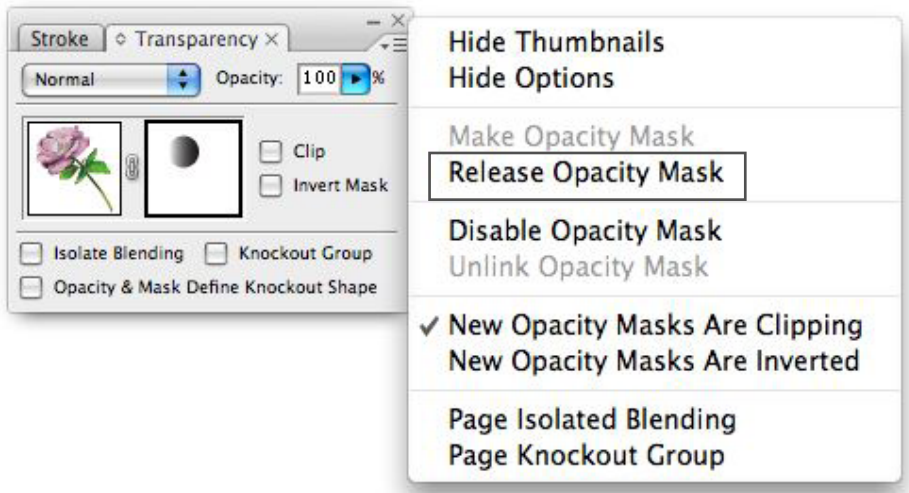 Stroke
Transparency
Normal
Opacity: 100 %
Clip
Invert Mask
Isolate Blending
Knockout Group
Opacity & Mask Define Knockout Shape
Hide Thumbnails
Hide Options
Make Opacity Mask
Release Opacity Mask
Disable Opacity Mask
Unlink Opacity Mask
New Opacity Masks Are Clipping
New Opacity Masks Are Inverted
Page Isolated Blending
Page Knockout Group